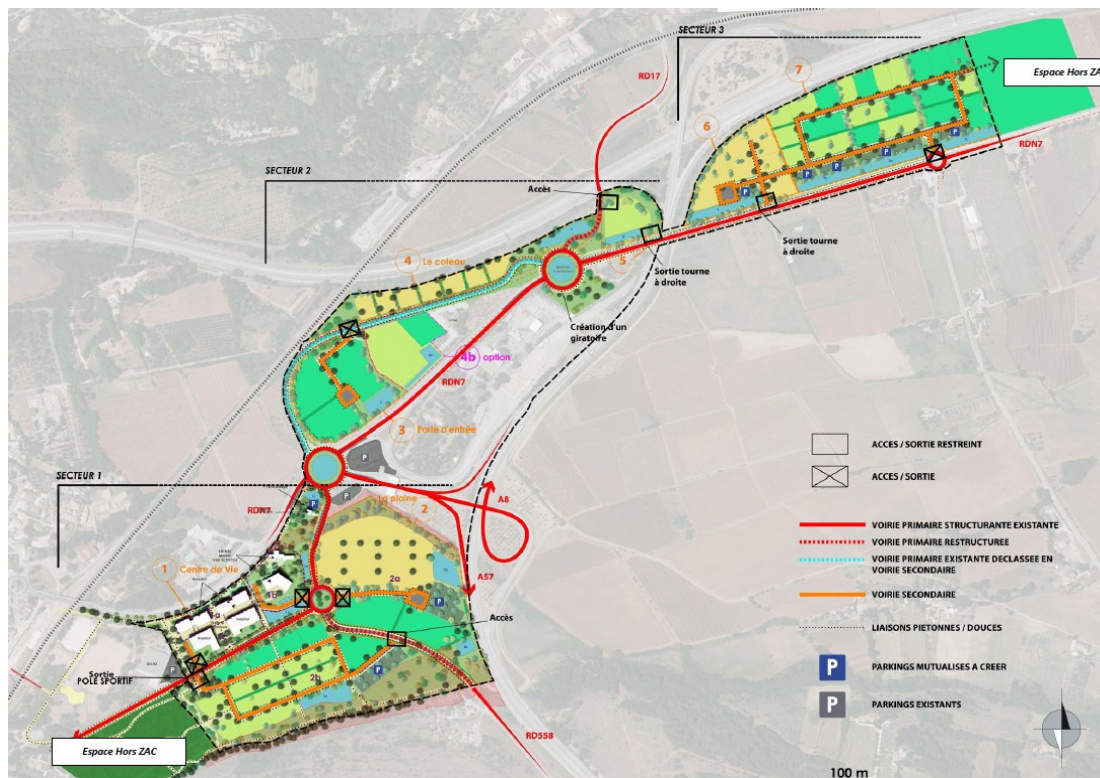 SECTEUR 3
7
Espace Hors ZA
RD17
6
RDN7
SECTEUR 2
Accès
P
P
P
P
P
Sortie tourne
à droite
4 Le coteau
5
Sortie tourne
à droite
Création d'un
giratoire
4b option
RDN7
3 Porte d'entrée
P
SECTEUR 1
P
La plaine
2
A8
RDN7
P
1
Centre de Vie
1b
2a
A57
P
Accès
P
Sortie
POLE SPORTIF
2b
P
Espace Hors ZAC
RD558
ACCES / SORTIE RESTREINT
ACCES / SORTIE
VOIRIE PRIMAIRE STRUCTURANTE EXISTANTE
VOIRIE PRIMAIRE RESTRUCTUREE
VOIRIE PRIMAIRE EXISTANTE DECLASSEE EN
VOIRIE SECONDAIRE
VOIRIE SECONDAIRE
LIAISONS PIETONNES / DOUCES
P PARKINGS MUTUALISES A CREER
P PARKINGS EXISTANTS
100 m